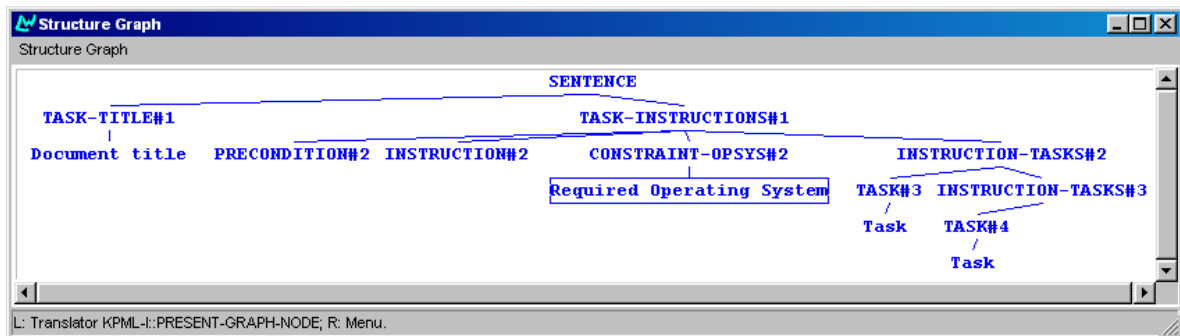 Structure Graph
Structure Graph
SENTENCE
TASK-TITLE#1 TASK-INSTRUCTIONS#1
Document title PRECONDITION#2 INSTRUCTION#2 CONSTRAINT-OPSYS#2 INSTRUCTION-TASKS#2
Required Operating System TASK#3 INSTRUCTION-TASKS#3
Task TASK#4
Task
L: Translator KPML-I::PRESENT-GRAPH-NODE; R: Menu.